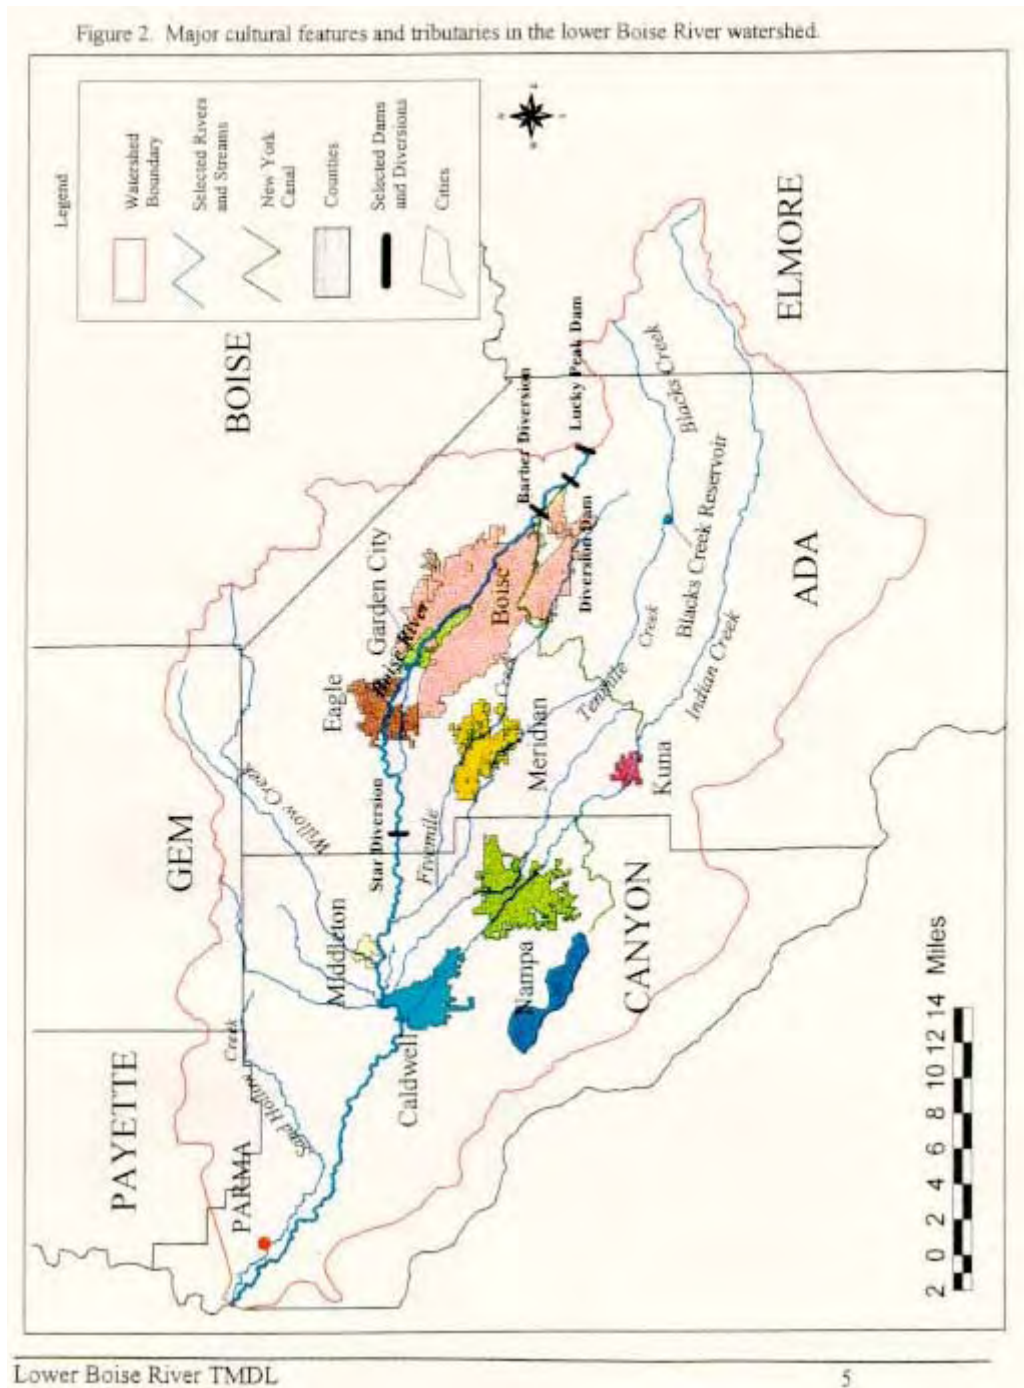 Figure 2. Major cultural features and tributaries in the lower Boise River watershed.
Legend
Watershed
Boundary
Selected Rivers
and Streams
New York
Canal
Counties
Selected Dams
and Diversions
Cities
BOISE
ELMORE
GEM
PAYETTE
ADA
CANYON
PARMA
Lucky Peak Dam
Barber Diversion
Diversion Dam
Blacks Creek
Blacks Creek Reservoir
Indian Creek
Garden City
Boise River
Boise
Eagle
Creek
Tenmile
Creek
Meridian
Kuna
Star Diversion
Fivemile
Willow Creek
Middleton
Nampa
Caldwell
Sand Hollow
Creek
2 0 2 4 6 8 10 12 14 Miles
Lower Boise River TMDL
5